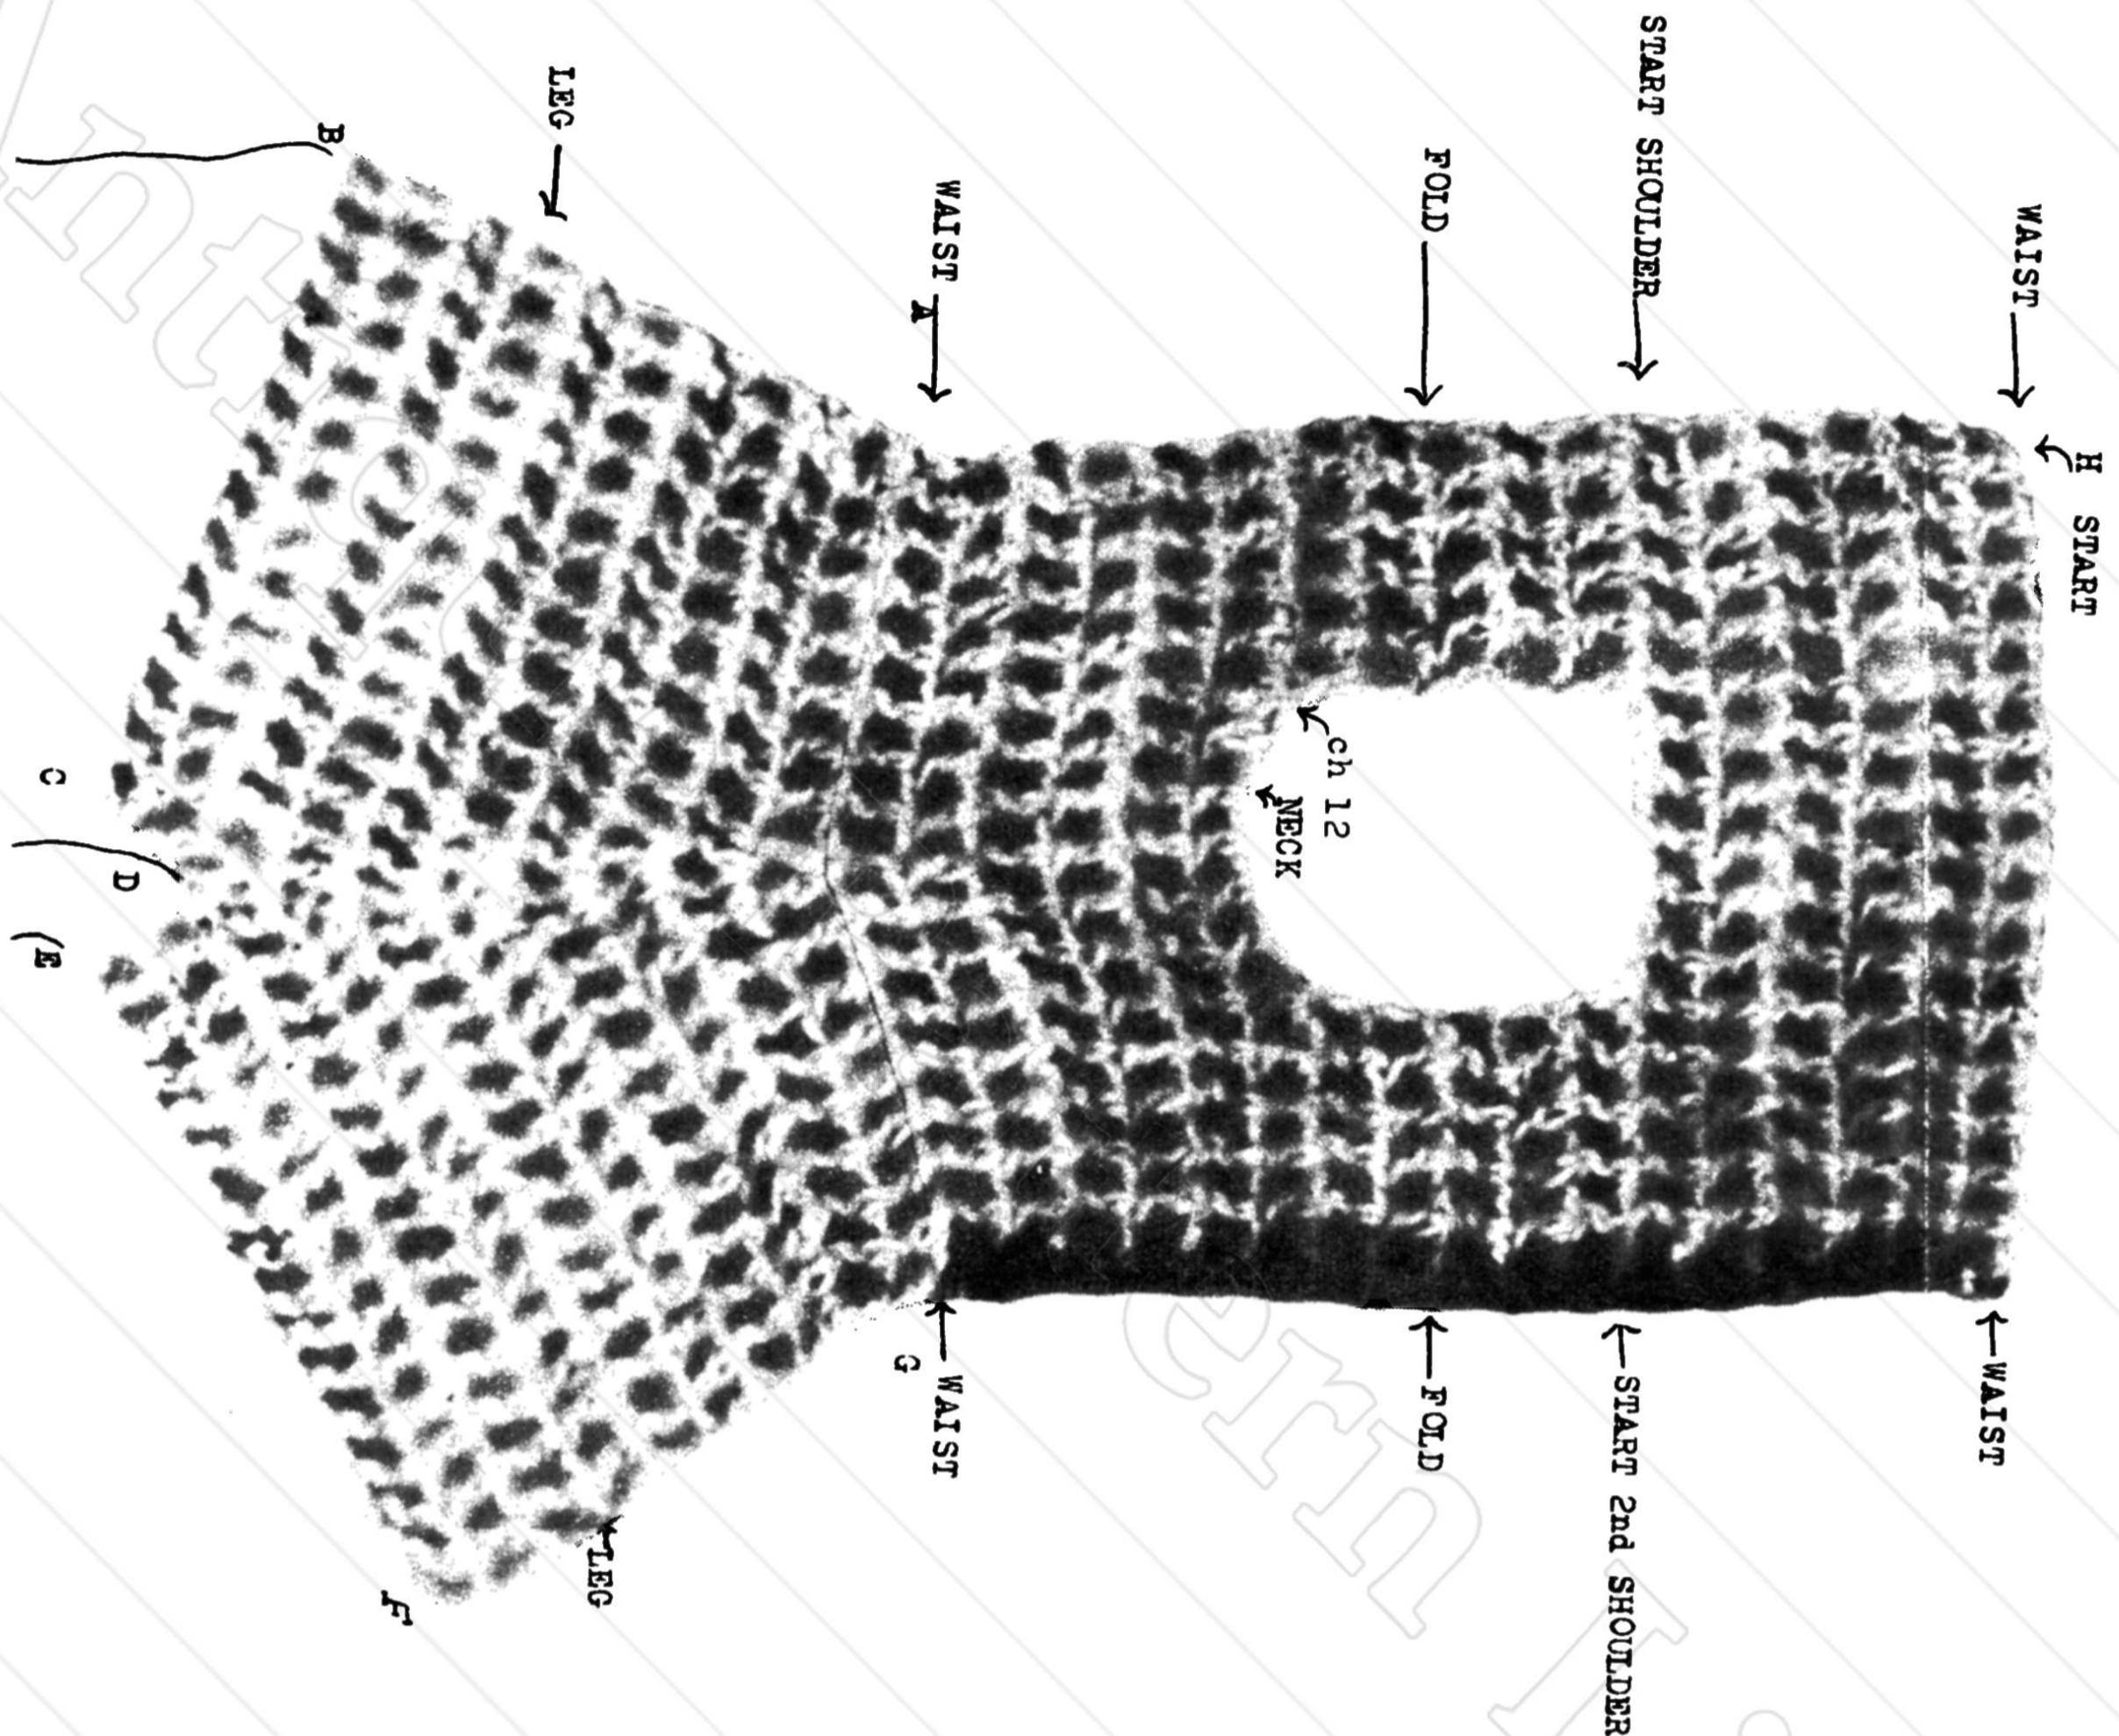 H START
WAIST
WAIST
START SHOULDER
START 2nd SHOULDER
FOLD
FOLD
ch 12
NECK
WAIST
A
WAIST
G
LEG
LEG
B
F
D
C
E